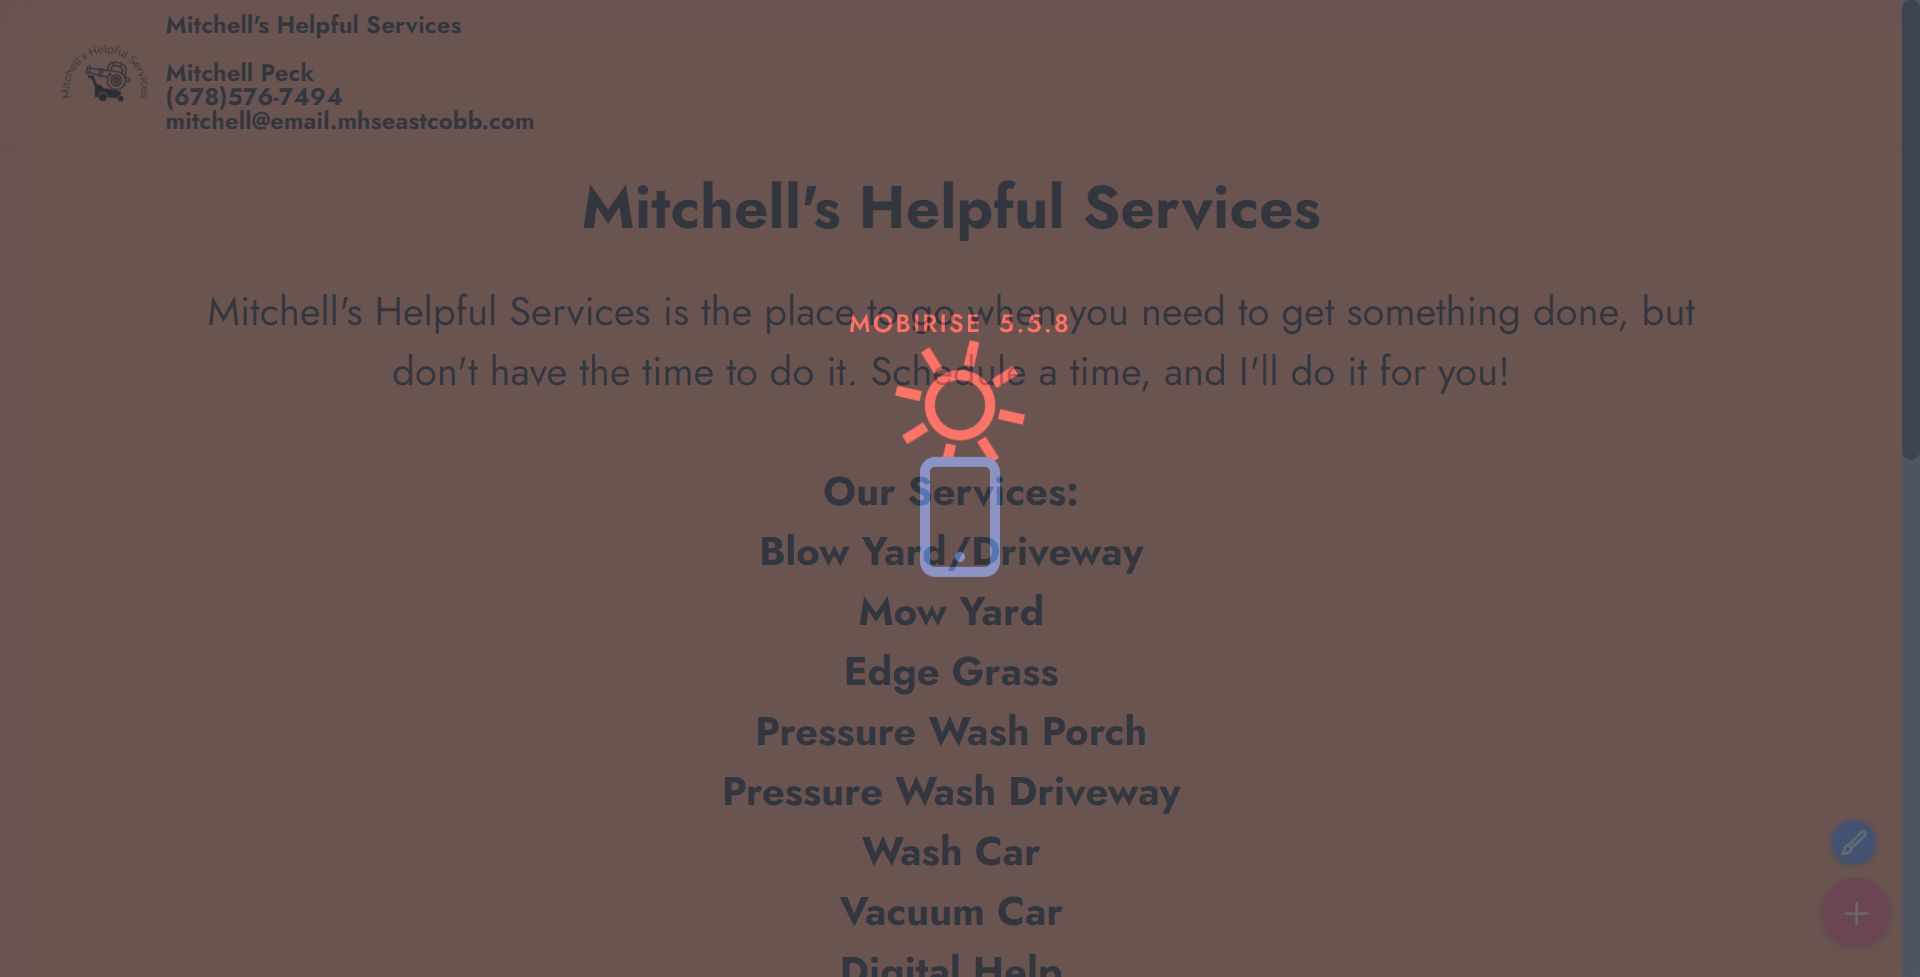 Mitchell's Helpful Services
Mitchell's Helpful Services
Mitchell Peck
(678)576-7494
mitchell@email.mhseastcobb.com
Mitchell's Helpful Services
Mitchell's Helpful Services is the place to go when you need to get something done, but
don't have the time to do it. Schedule a time, and I'll do it for you!
MOBIRISE 5.5.8
Our Services:
Blow Yard/Driveway
Mow Yard
Edge Grass
Pressure Wash Porch
Pressure Wash Driveway
Wash Car
Vacuum Car
Digital Help